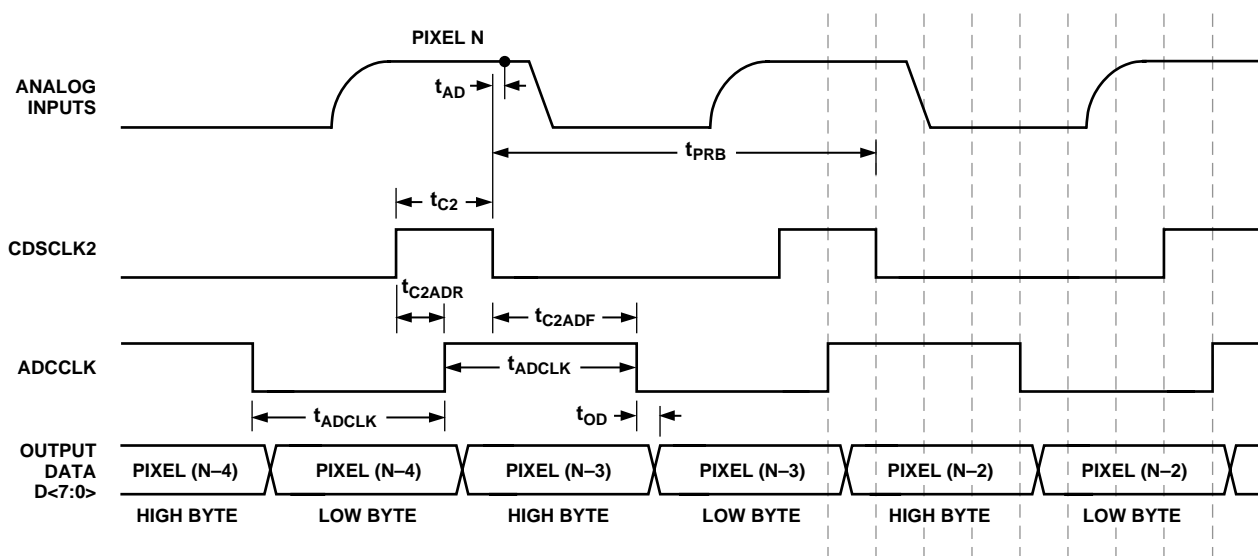 PIXEL N
ANALOG
INPUTS
tAD
tPRB
tC2
CDSCLK2
tC2ADR
tC2ADF
ADCCLK
tADCLK
tADCLK
tOD
OUTPUT
DATA
D<7:0>
PIXEL (N–4)
PIXEL (N–4)
PIXEL (N–3)
PIXEL (N–3)
PIXEL (N–2)
PIXEL (N–2)
HIGH BYTE
LOW BYTE
HIGH BYTE
LOW BYTE
HIGH BYTE
LOW BYTE